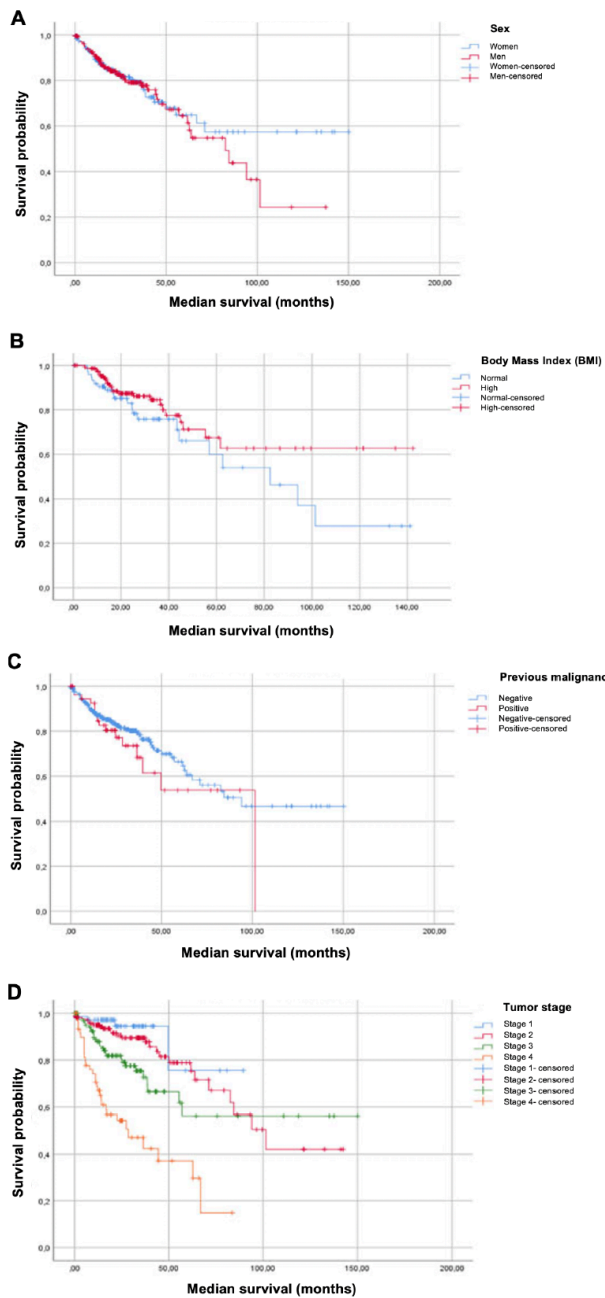 A
Sex
Women
Men
Women-censored
Men-censored
Survival probability
1,0
0,8
0,6
0,4
0,2
0,0
,00 50,00 100,00 150,00 200,00
Median survival (months)
B
Body Mass Index (BMI)
Normal
High
Normal-censored
High-censored
Survival probability
1,0
0,8
0,6
0,4
0,2
0,0
,00 20,00 40,00 60,00 80,00 100,00 120,00 140,00
Median survival (months)
C
Previous malignanc
Negative
Positive
Negative-censored
Positive-censored
Survival probability
1,0
0,8
0,6
0,4
0,2
0,0
,00 50,00 100,00 150,00 200,00
Median survival (months)
D
Tumor stage
Stage 1
Stage 2
Stage 3
Stage 4
Stage 1- censored
Stage 2- censored
Stage 3- censored
Stage 4- censored
Survival probability
1,0
0,8
0,6
0,4
0,2
0,0
,00 50,00 100,00 150,00 200,00
Median survival (months)